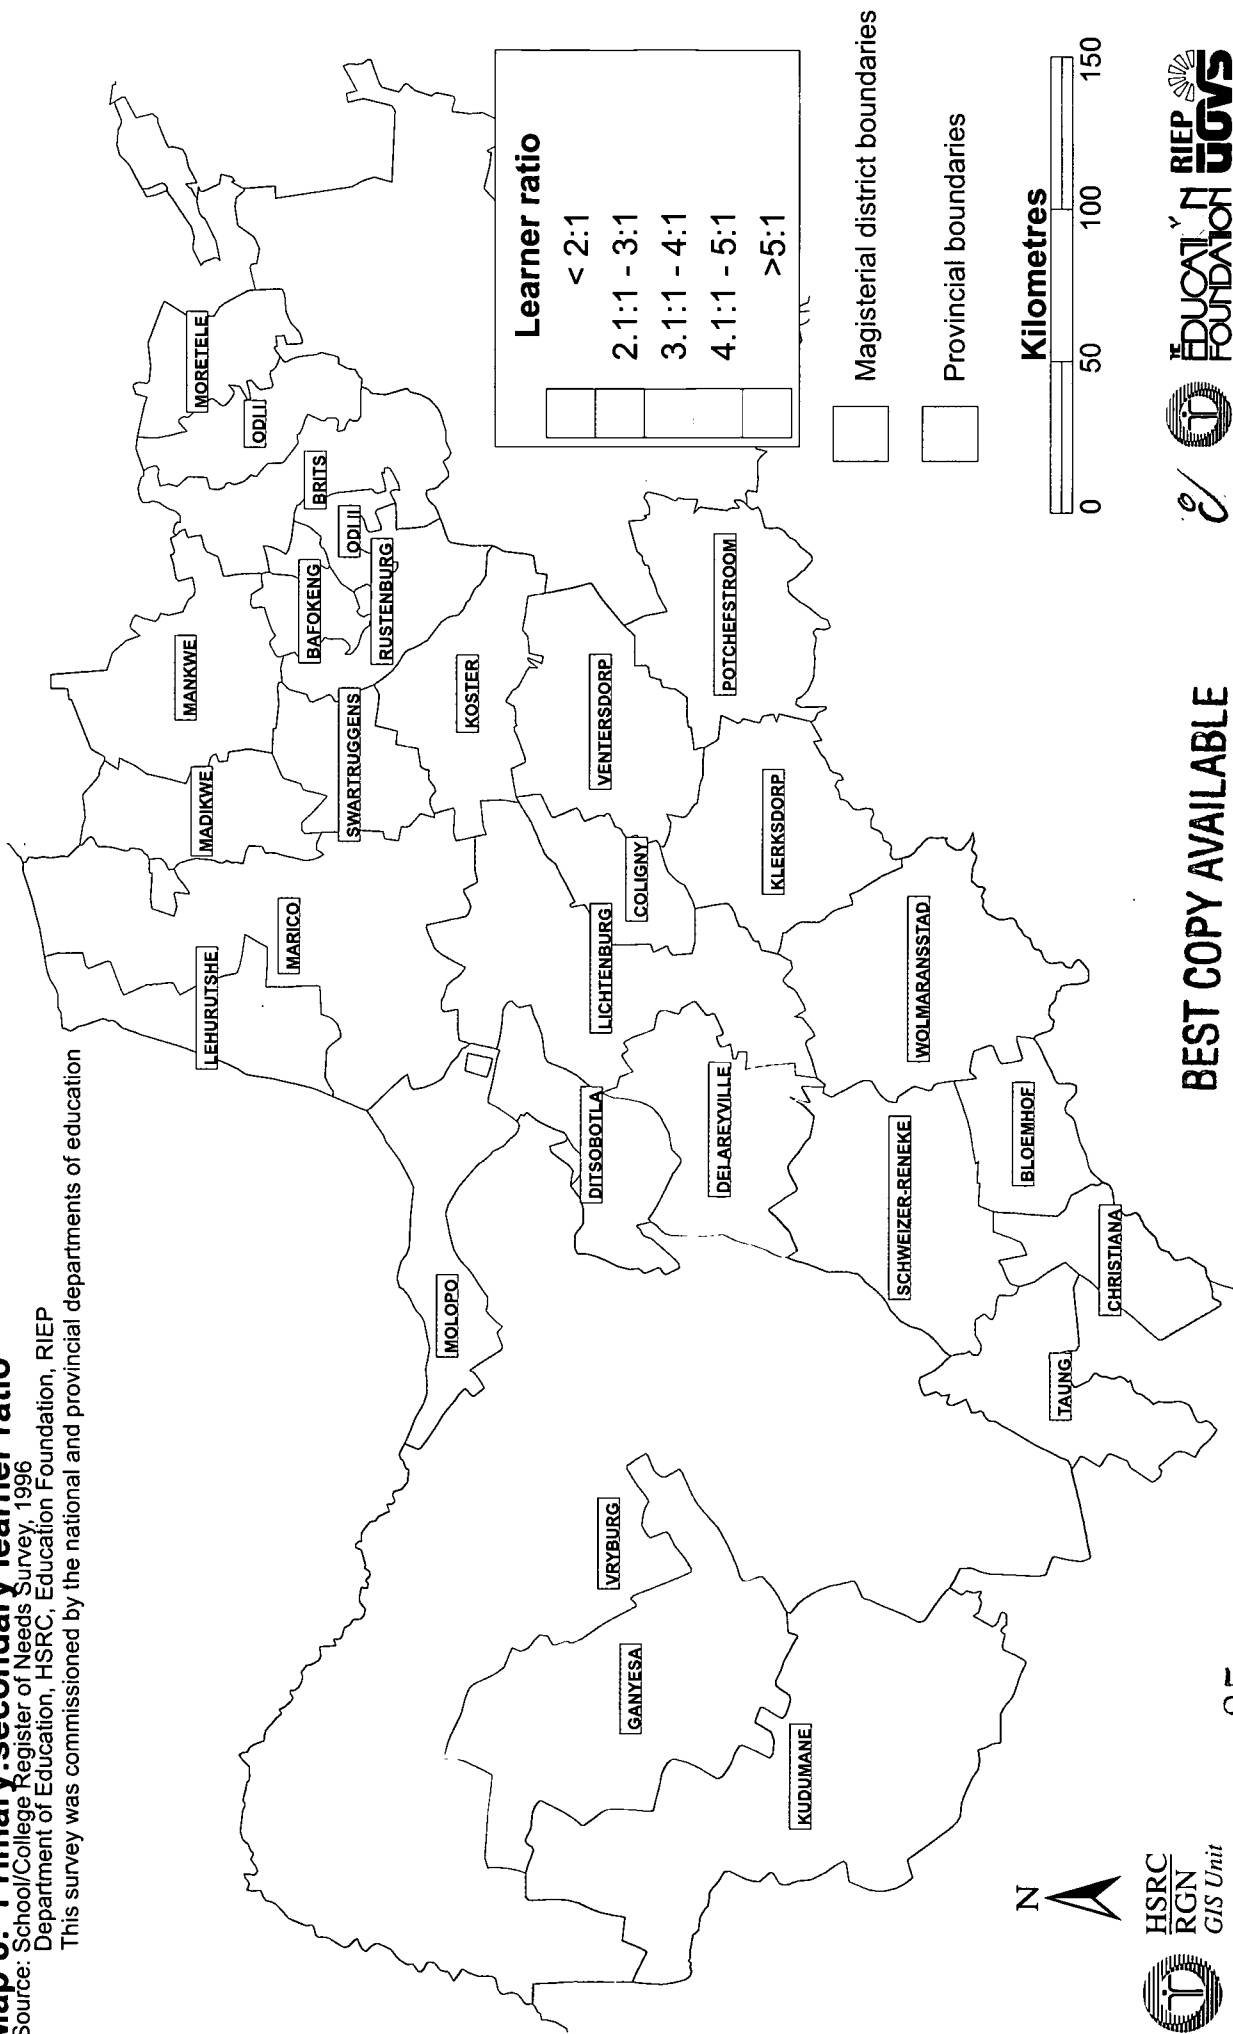 Map 6: Primary:secondary learner ratio
Source: School/College Register of Needs Survey, 1996
Department of Education, HSRC, Education Foundation, RIEP
This survey was commissioned by the national and provincial departments of education
MORETELE
ODI I
BRITS
ODI II
BAFOKENG
RUSTENBURG
MANKWE
MADIKWE
SWARTRUGGENS
KOSTER
MARICO
LEHURUTSHE
VENTERSDORP
POTCHEFSTROOM
COLIGNY
KLERKSDORP
LICHTENBURG
DITSOBOTLA
DELAREYVILLE
WOLMARANSSTAD
SCHWEIZER-RENEKE
BLOEMHOF
CHRISTIANA
TAUNG
MOLOPO
VRYBURG
GANYESA
KUDUMANE
Learner ratio
< 2:1
2.1:1 - 3:1
3.1:1 - 4:1
4.1:1 - 5:1
>5:1
Magisterial district boundaries
Provincial boundaries
Kilometres
0 50 100 150
N
HSRC
RGN
GIS Unit
BEST COPY AVAILABLE
THE
EDUCATION
FOUNDATION
RIEP
UOVS